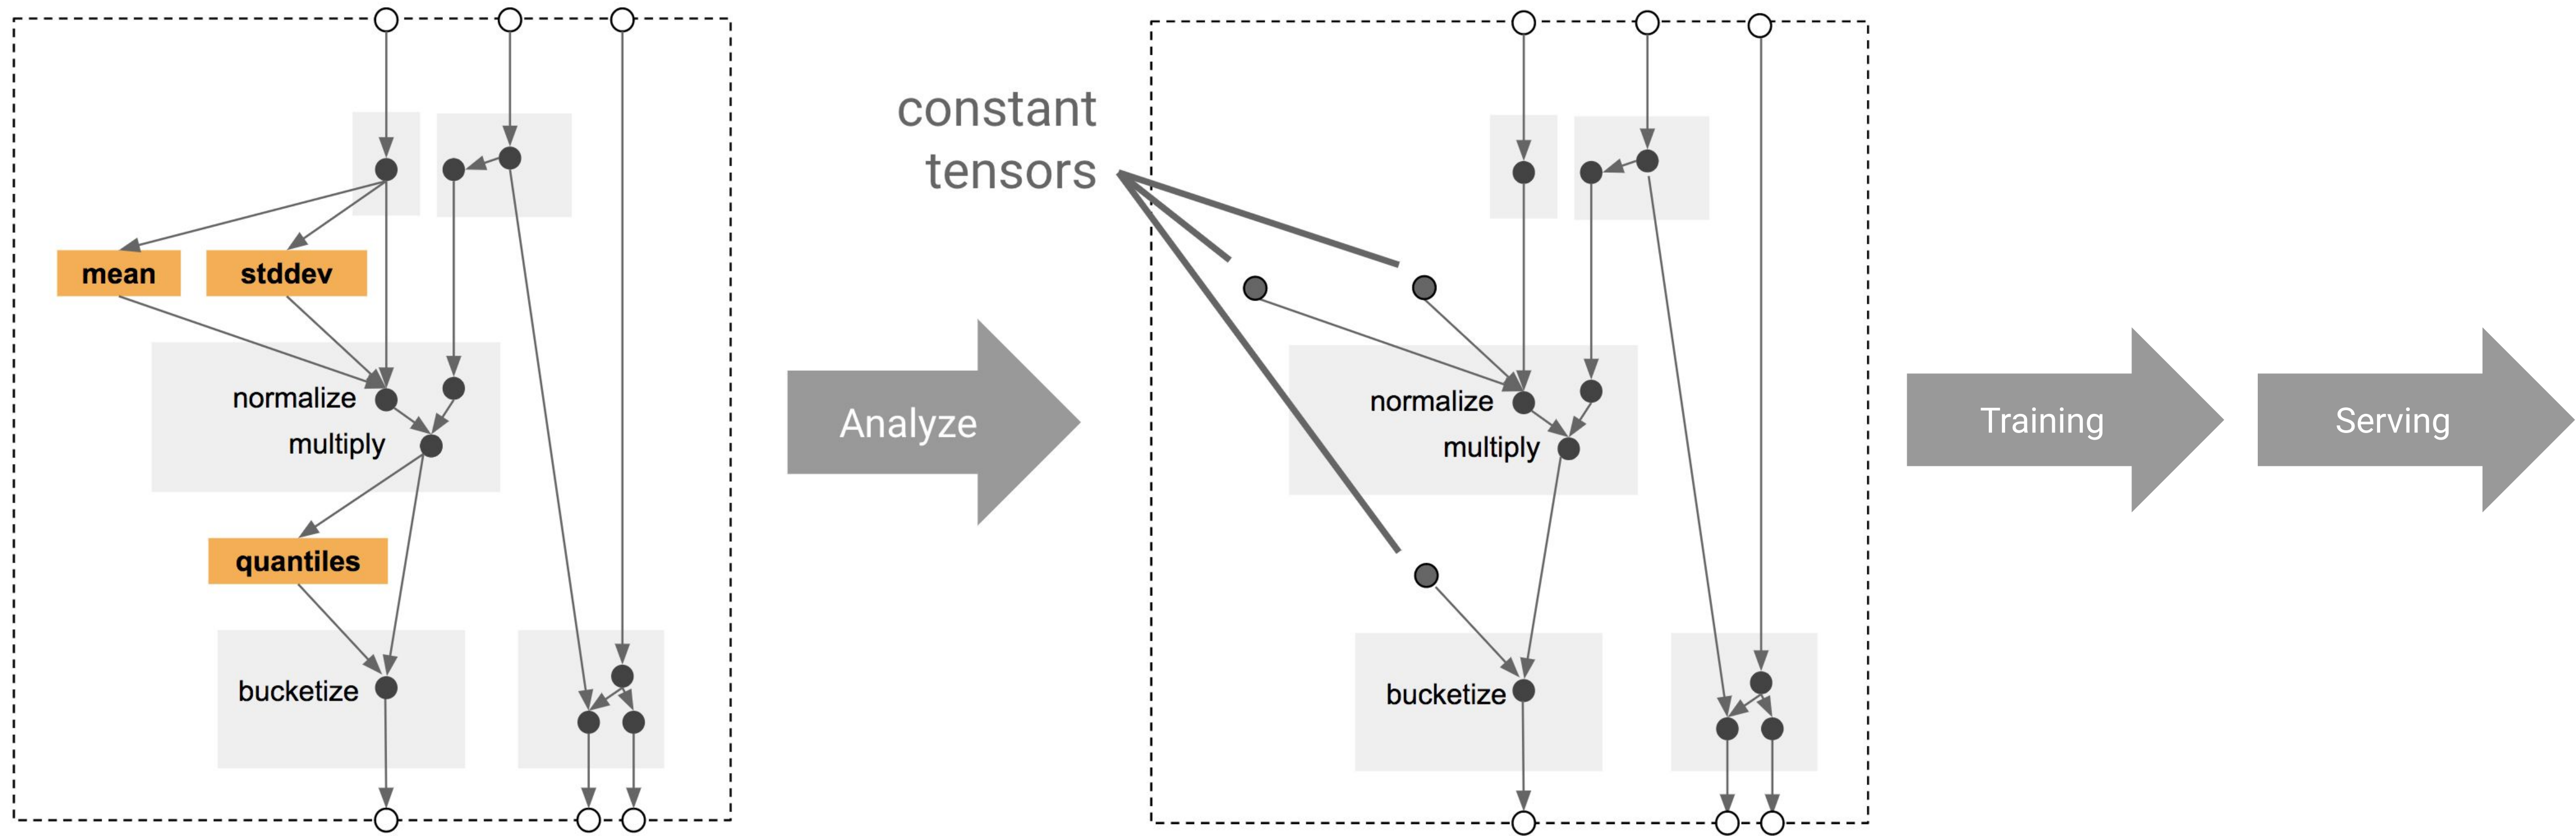 mean
stddev
normalize
multiply
quantiles
bucketize
Analyze
constant
tensors
normalize
multiply
bucketize
Training
Serving